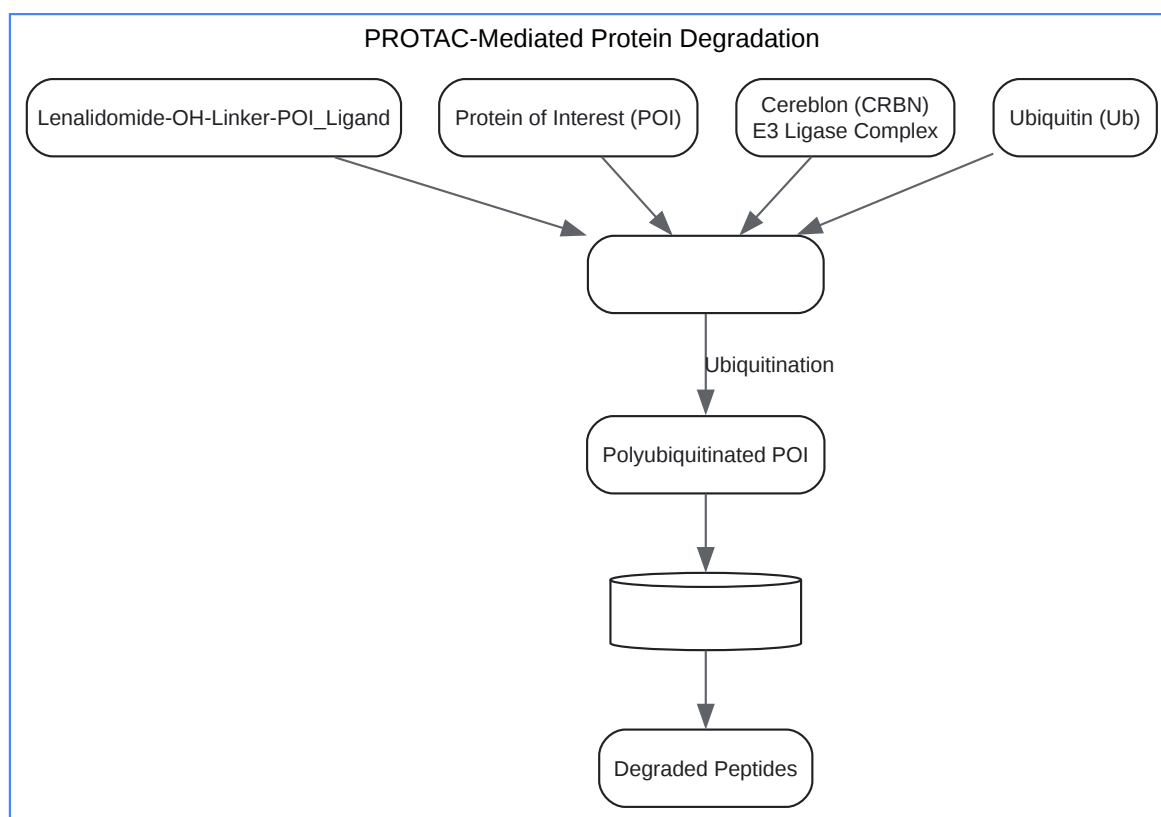 PROTAC-Mediated Protein Degradation
Lenalidomide-OH-Linker-POI_Ligand
Protein of Interest (POI)
Cereblon (CRBN)
E3 Ligase Complex
Ubiquitin (Ub)
Ubiquitination
Polyubiquitinated POI
Degraded Peptides